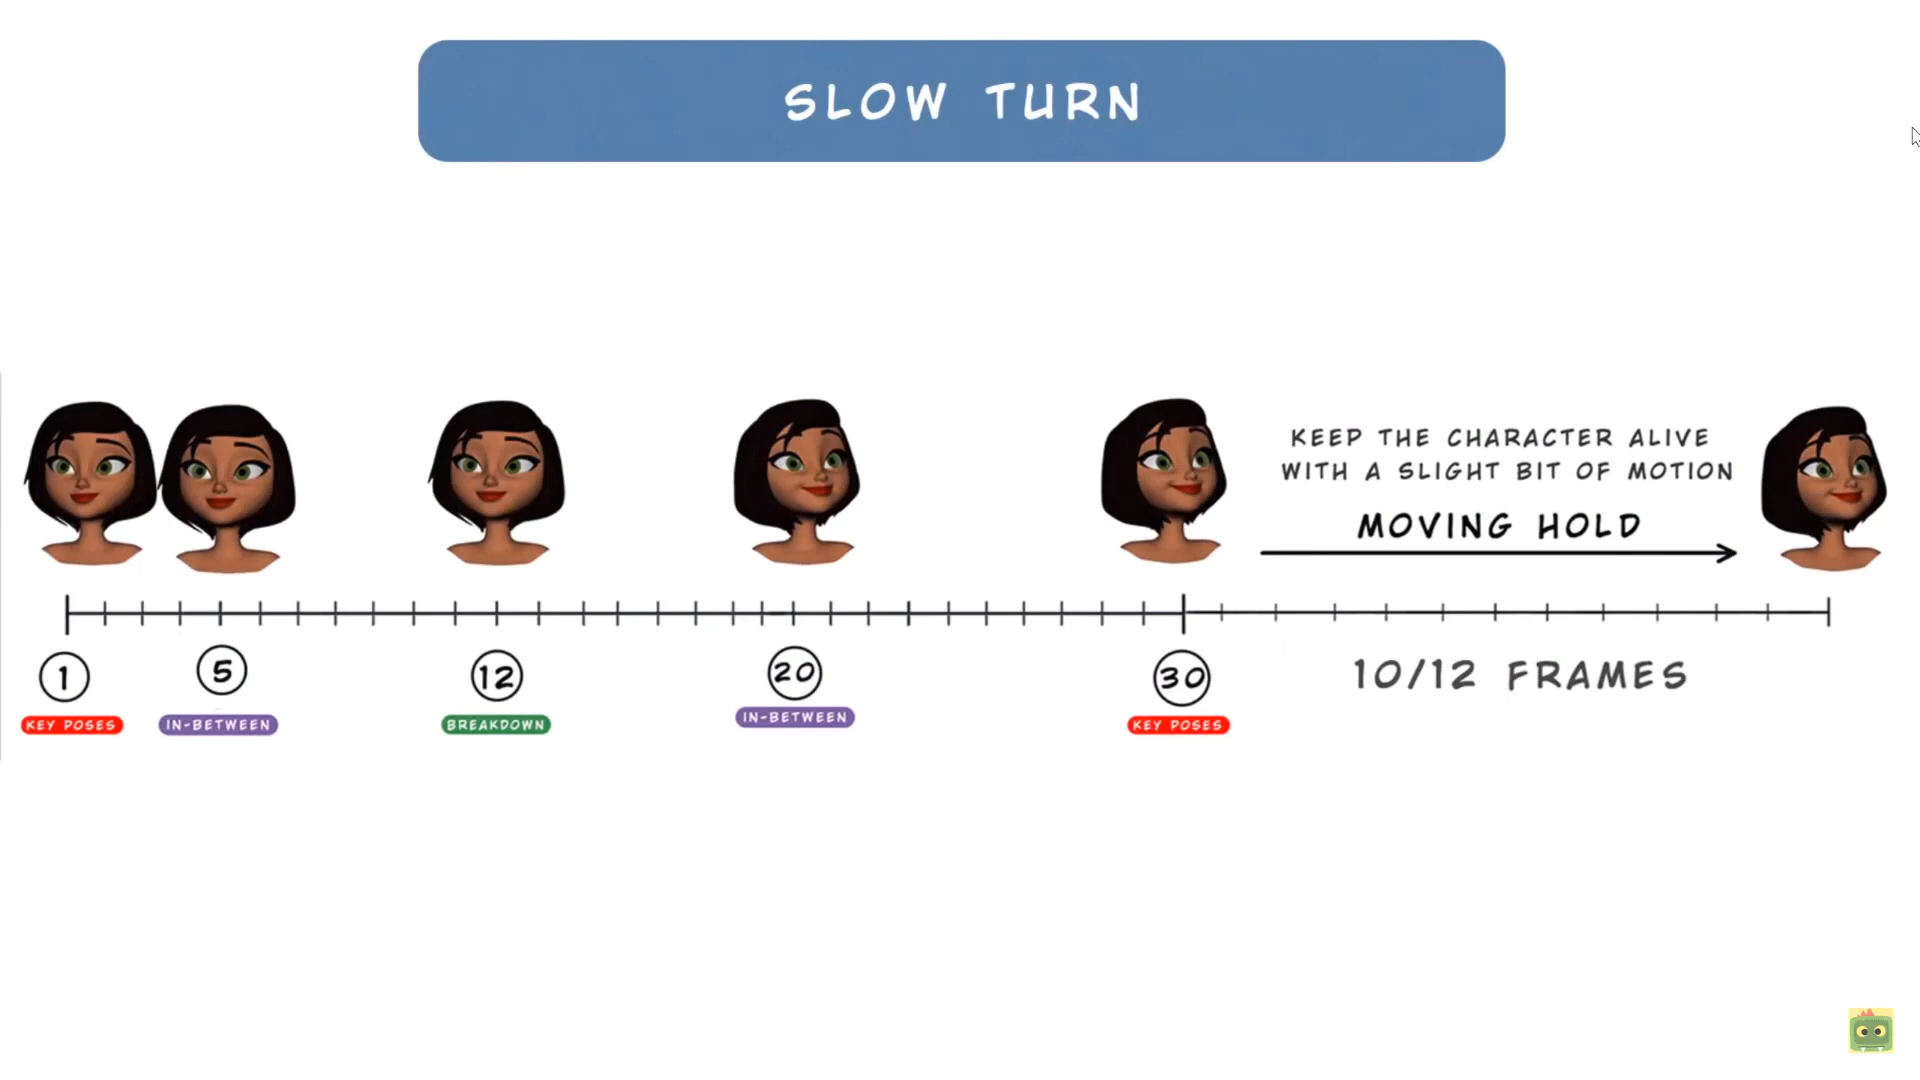 SLOW TURN
KEEP THE CHARACTER ALIVE
WITH A SLIGHT BIT OF MOTION
MOVING HOLD
1
5
12
20
30
10/12 FRAMES
KEY POSES
IN-BETWEEN
BREAKDOWN
IN-BETWEEN
KEY POSES